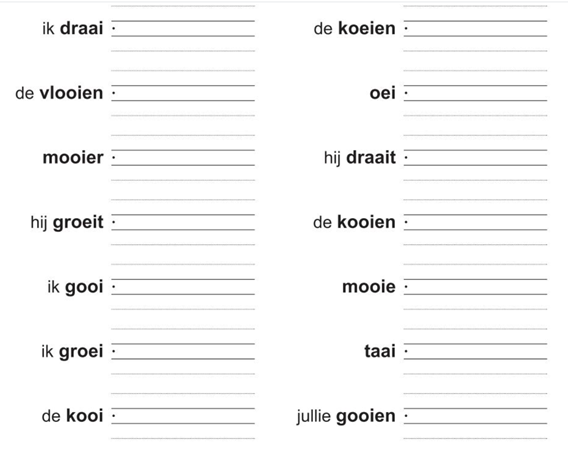 ik draai
de koeien
de vlooien
oei
mooier
hij draait
hij groeit
de kooien
ik gooi
mooie
ik groei
taai
de kooi
jullie gooien